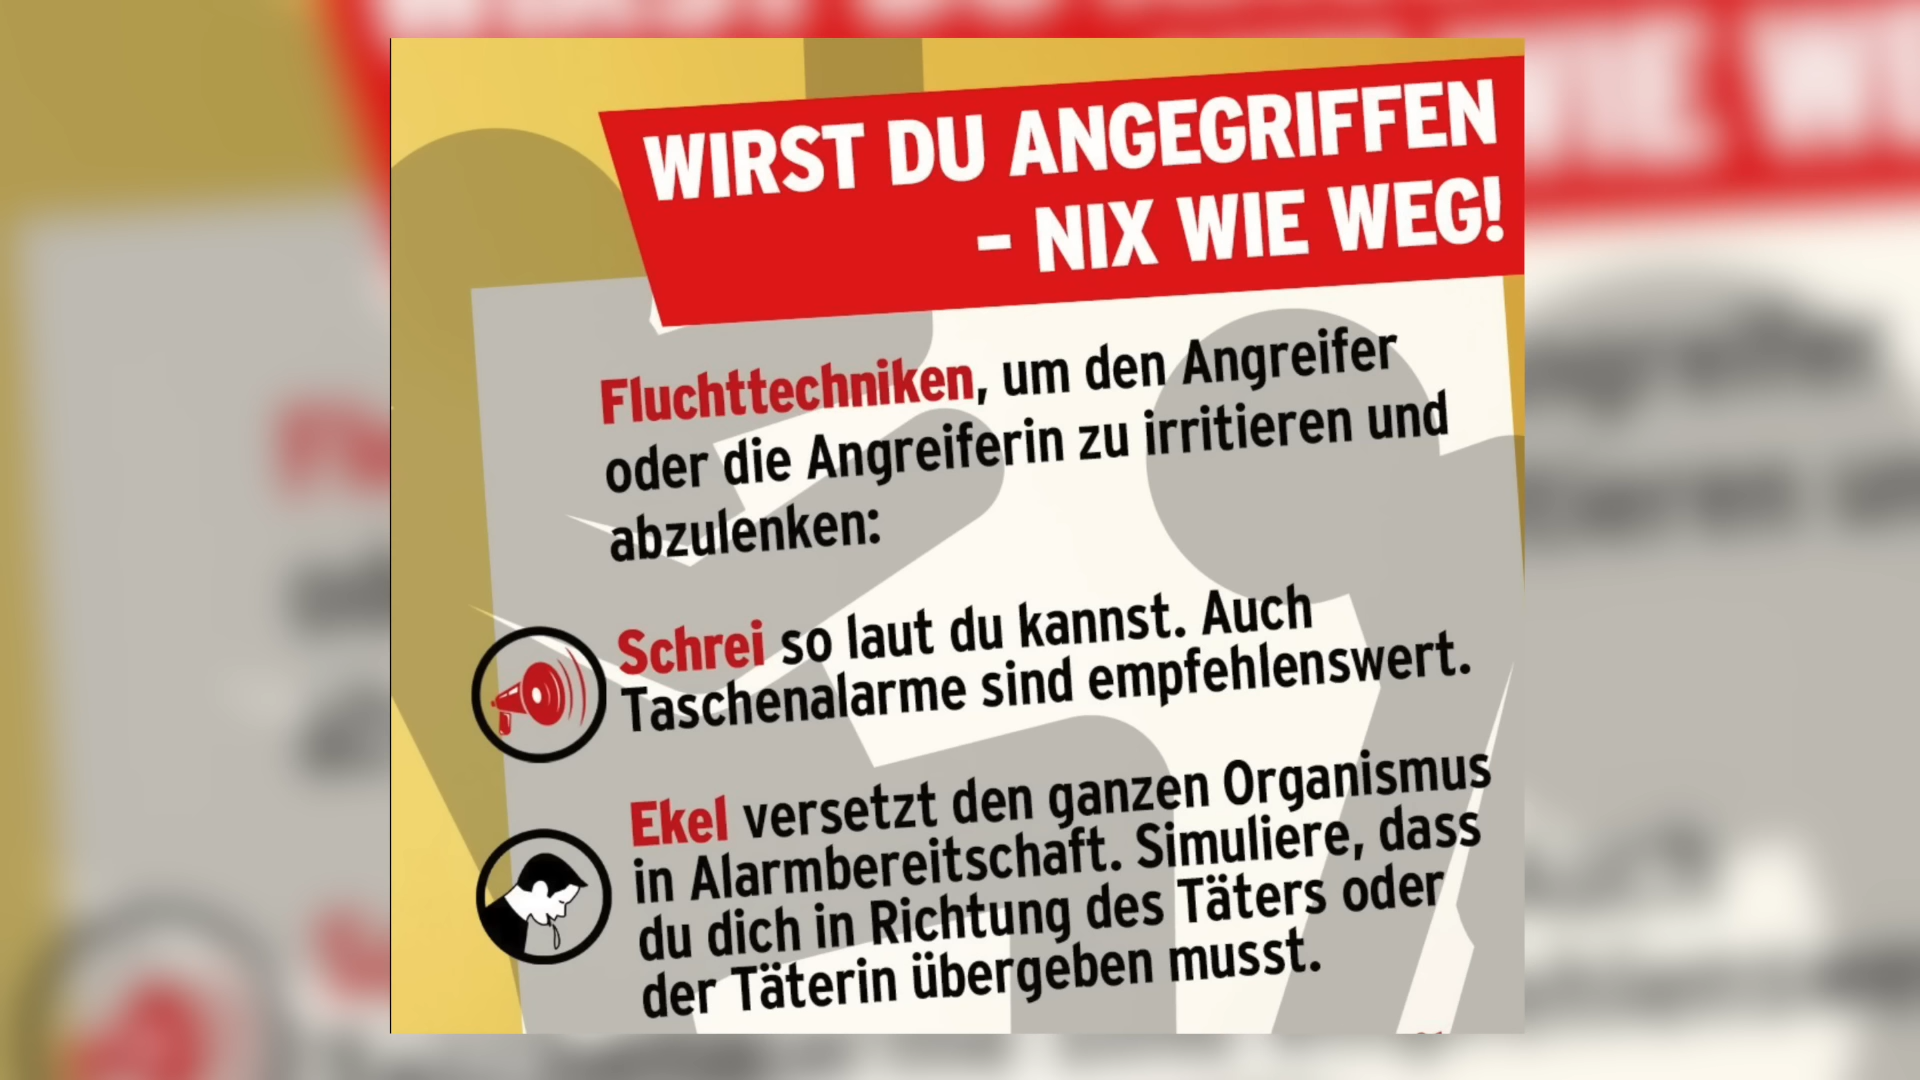 WIRST DU ANGEGRIFFEN
– NIX WIE WEG!
Fluchttechniken, um den Angreifer
oder die Angreiferin zu irritieren und
abzulenken:
Schrei so laut du kannst. Auch
Taschenalarme sind empfehlenswert.
Ekel versetzt den ganzen Organismus
in Alarmbereitschaft. Simuliere, dass
du dich in Richtung des Täters oder
der Täterin übergeben musst.